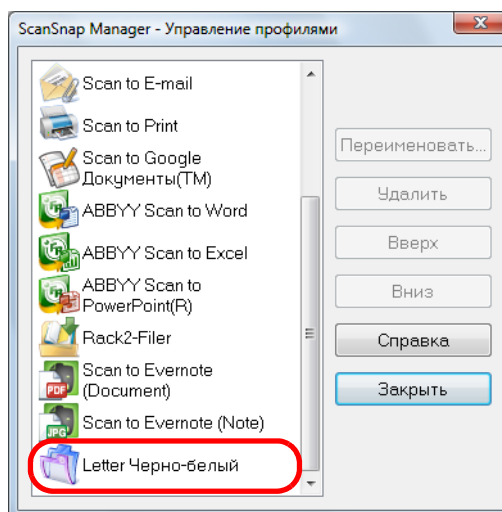 ScanSnap Manager - Управление профилями
Scan to E-mail
Scan to Print
Scan to Google
Документы(TM)
ABBYY Scan to Word
ABBYY Scan to Excel
ABBYY Scan to
PowerPoint(R)
Rack2-Filer
Scan to Evernote
(Document)
Scan to Evernote (Note)
Letter Черно-белый
Переименовать...
Удалить
Вверх
Вниз
Справка
Закрыть
PDF
JPG